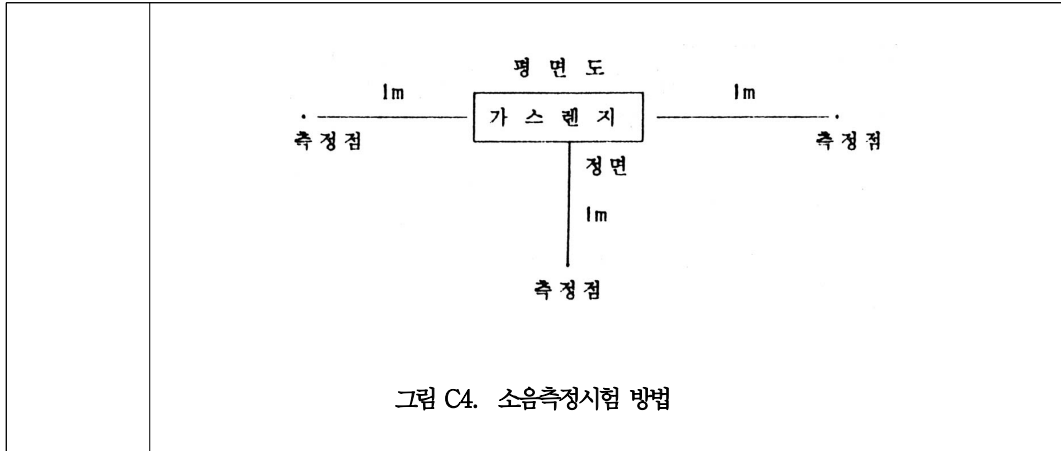 평 면 도
1m 1m
가 스 렌 지
측 정 점 측 정 점
정 면
1m
측 정 점
그림 C4. 소음측정시험 방법